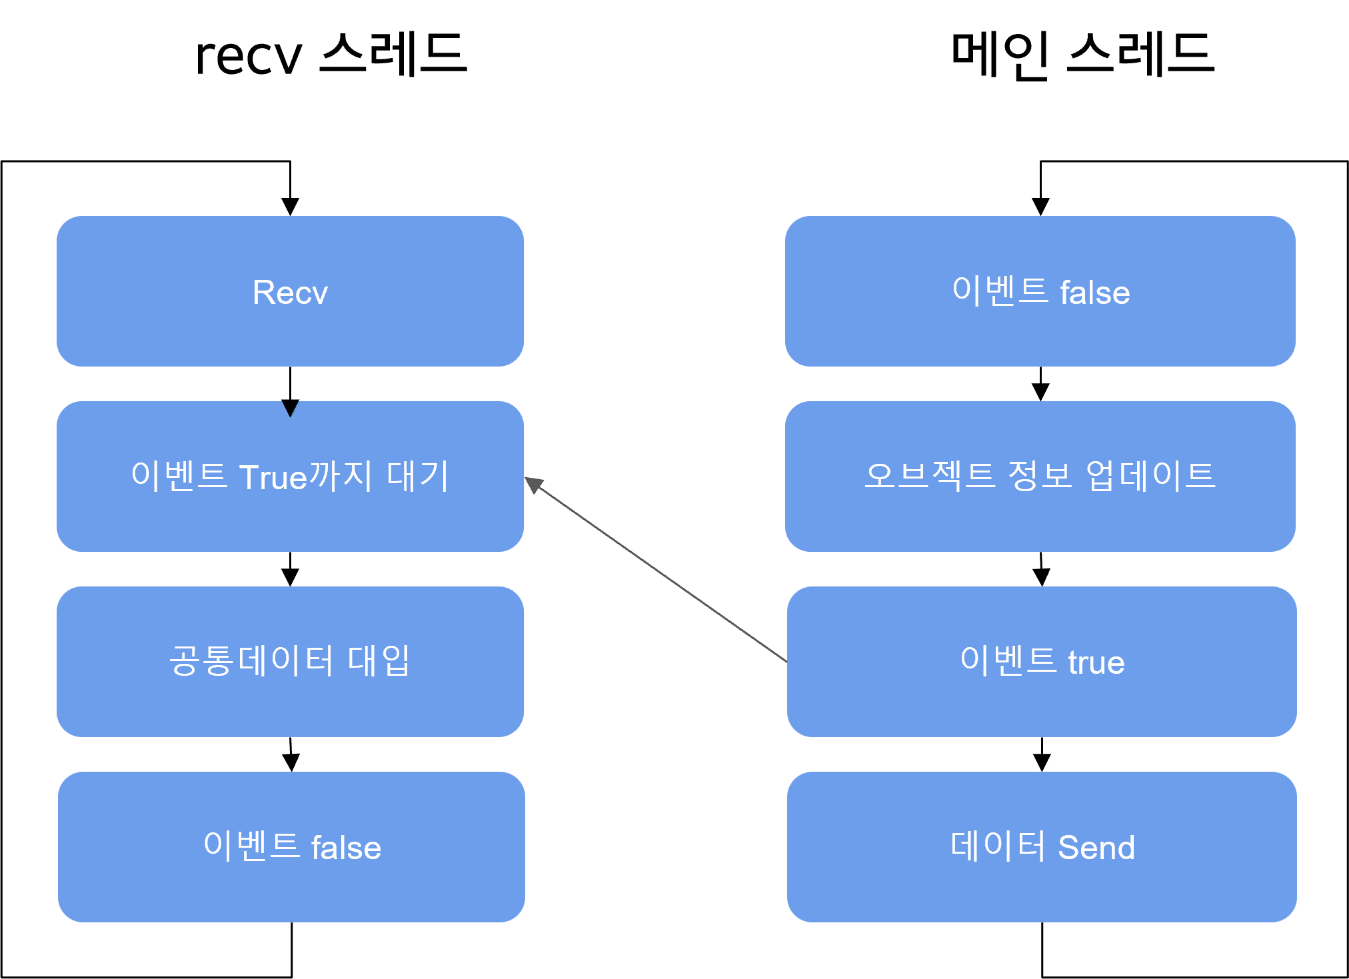 recv 스레드
Recv
이벤트 True까지 대기
공통데이터 대입
이벤트 false
메인 스레드
이벤트 false
오브젝트 정보 업데이트
이벤트 true
데이터 Send